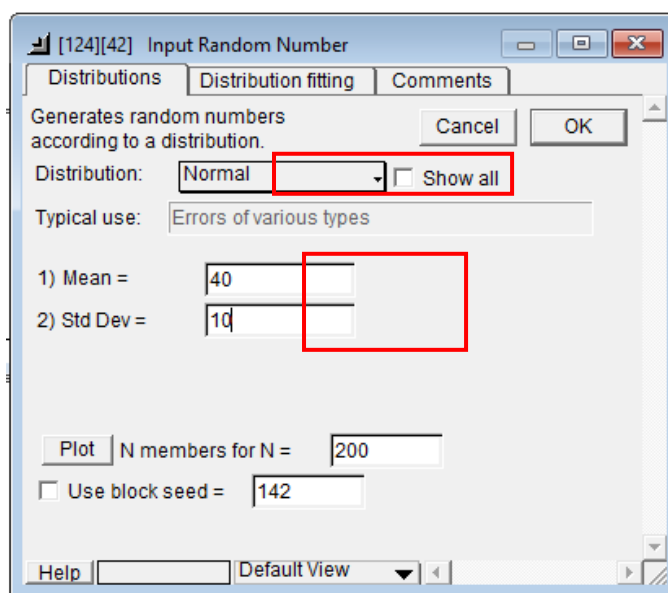 [124][42] Input Random Number
Distributions Distribution fitting Comments
Generates random numbers
according to a distribution.
Cancel OK
Distribution: Normal Show all
Typical use: Errors of various types
1) Mean = 40
2) Std Dev = 10
Plot N members for N = 200
Use block seed = 142
Help Default View